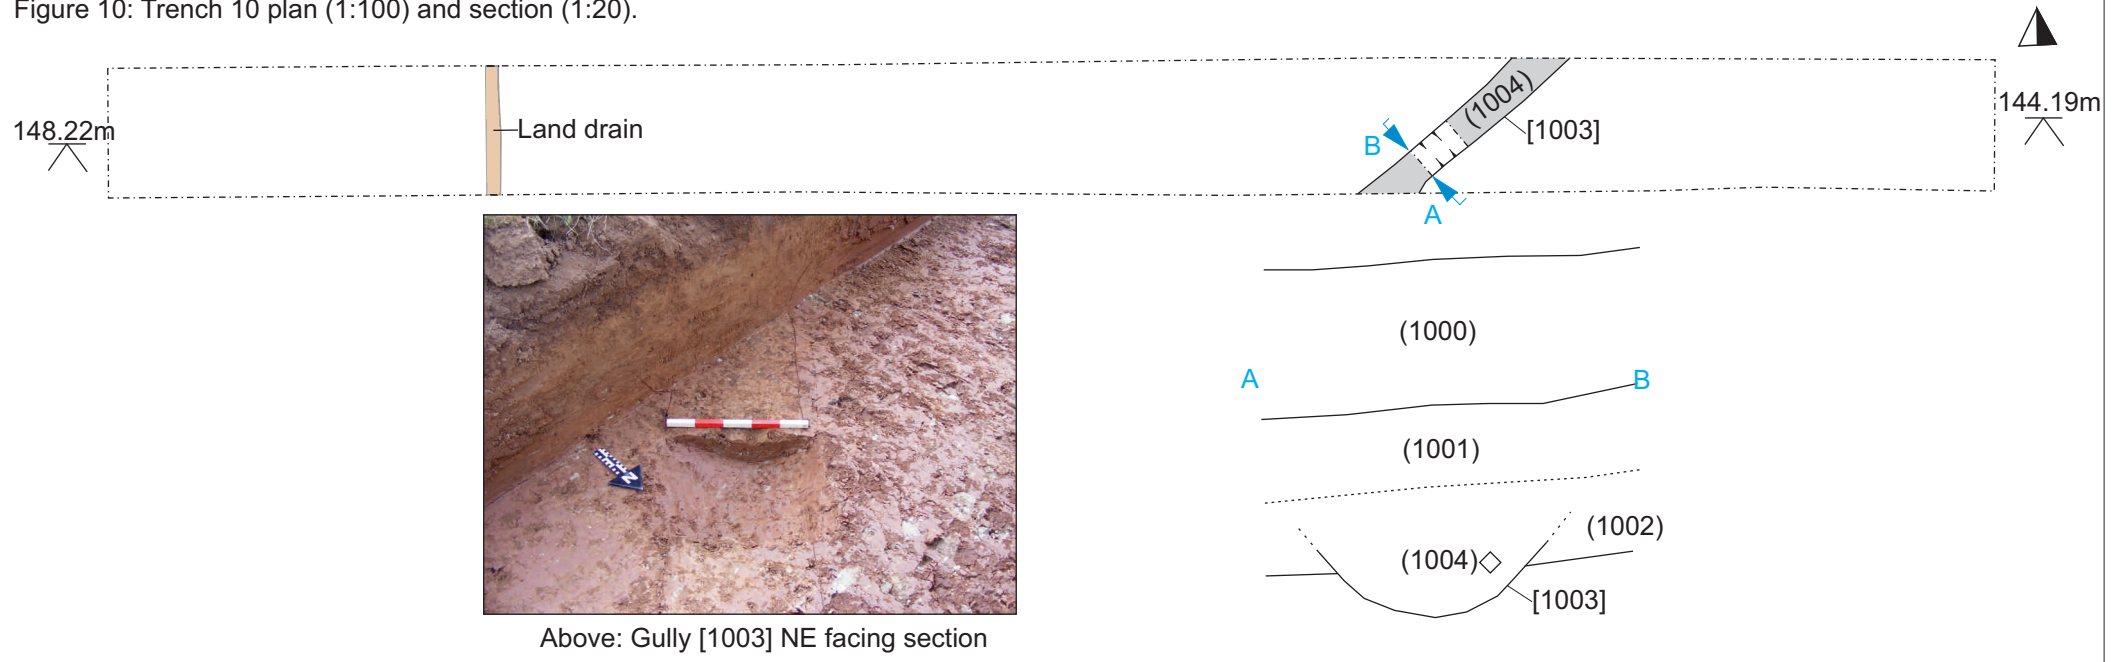 Figure 10: Trench 10 plan (1:100) and section (1:20).
148.22m
Land drain
B
(1004)
[1003]
144.19m
A
(1000)
A
B
(1001)
(1002)
(1004)
[1003]
N
Above: Gully [1003] NE facing section